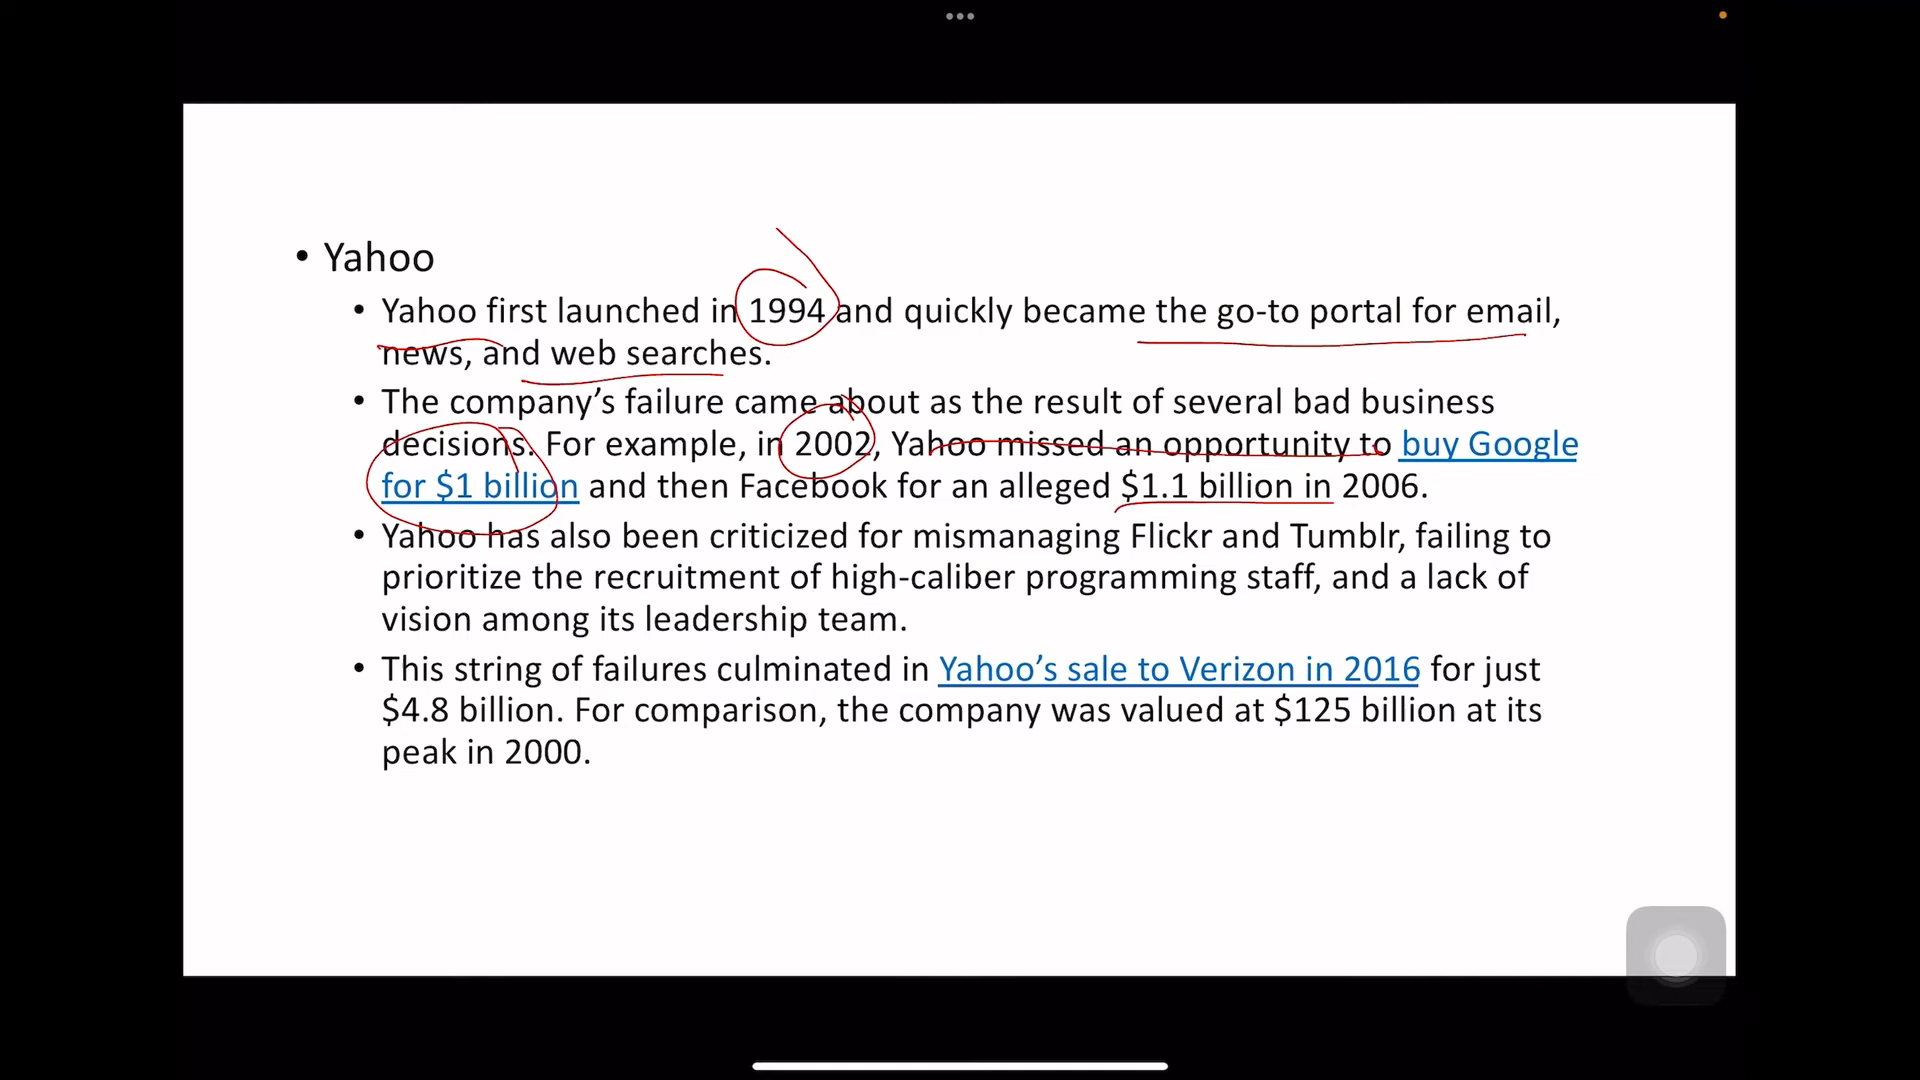 • Yahoo
• Yahoo first launched in 1994 and quickly became the go-to portal for email,
news, and web searches.
• The company’s failure came about as the result of several bad business
decisions. For example, in 2002, Yahoo missed an opportunity to buy Google
for $1 billion and then Facebook for an alleged $1.1 billion in 2006.
• Yahoo has also been criticized for mismanaging Flickr and Tumblr, failing to
prioritize the recruitment of high-caliber programming staff, and a lack of
vision among its leadership team.
• This string of failures culminated in Yahoo’s sale to Verizon in 2016 for just
$4.8 billion. For comparison, the company was valued at $125 billion at its
peak in 2000.